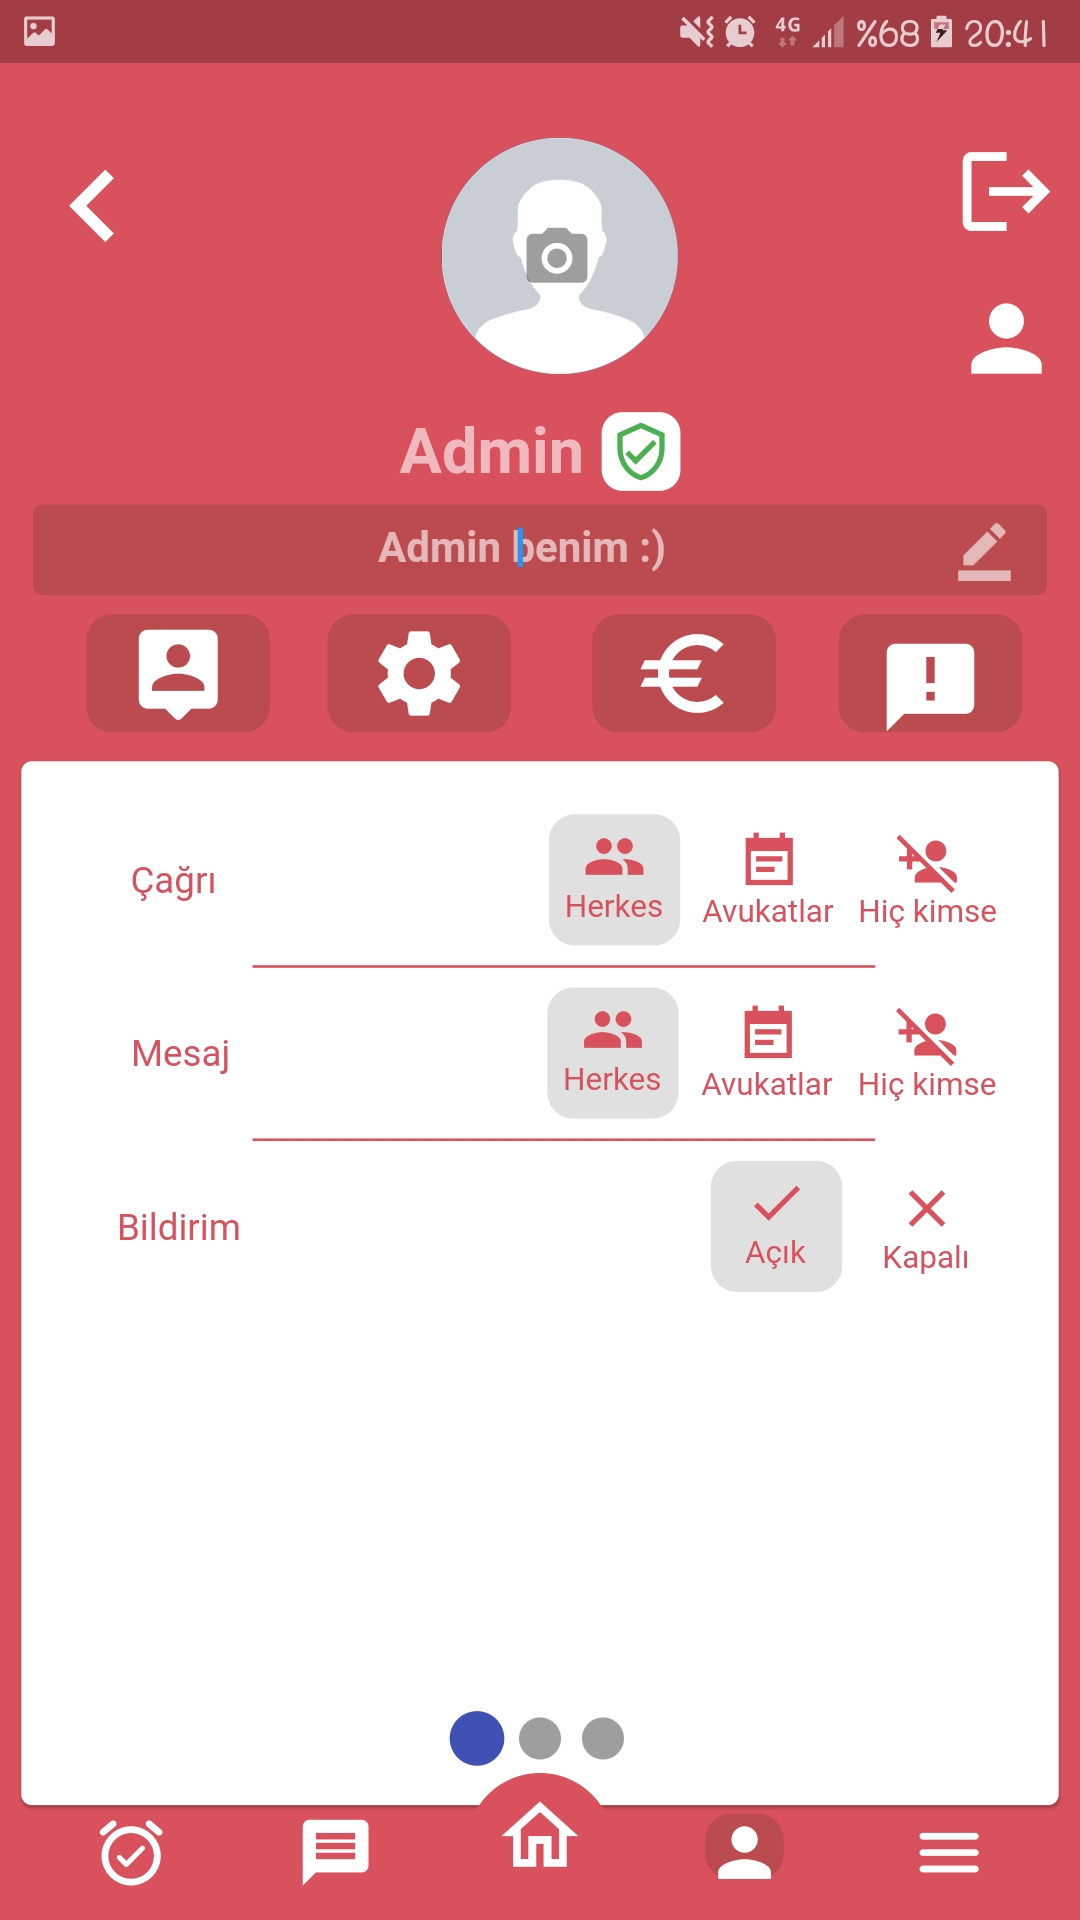 4G %68 20:41
Admin
Admin benim :)
Çağrı Herkes Avukatlar Hiç kimse
Mesaj Herkes Avukatlar Hiç kimse
Bildirim Açık Kapalı